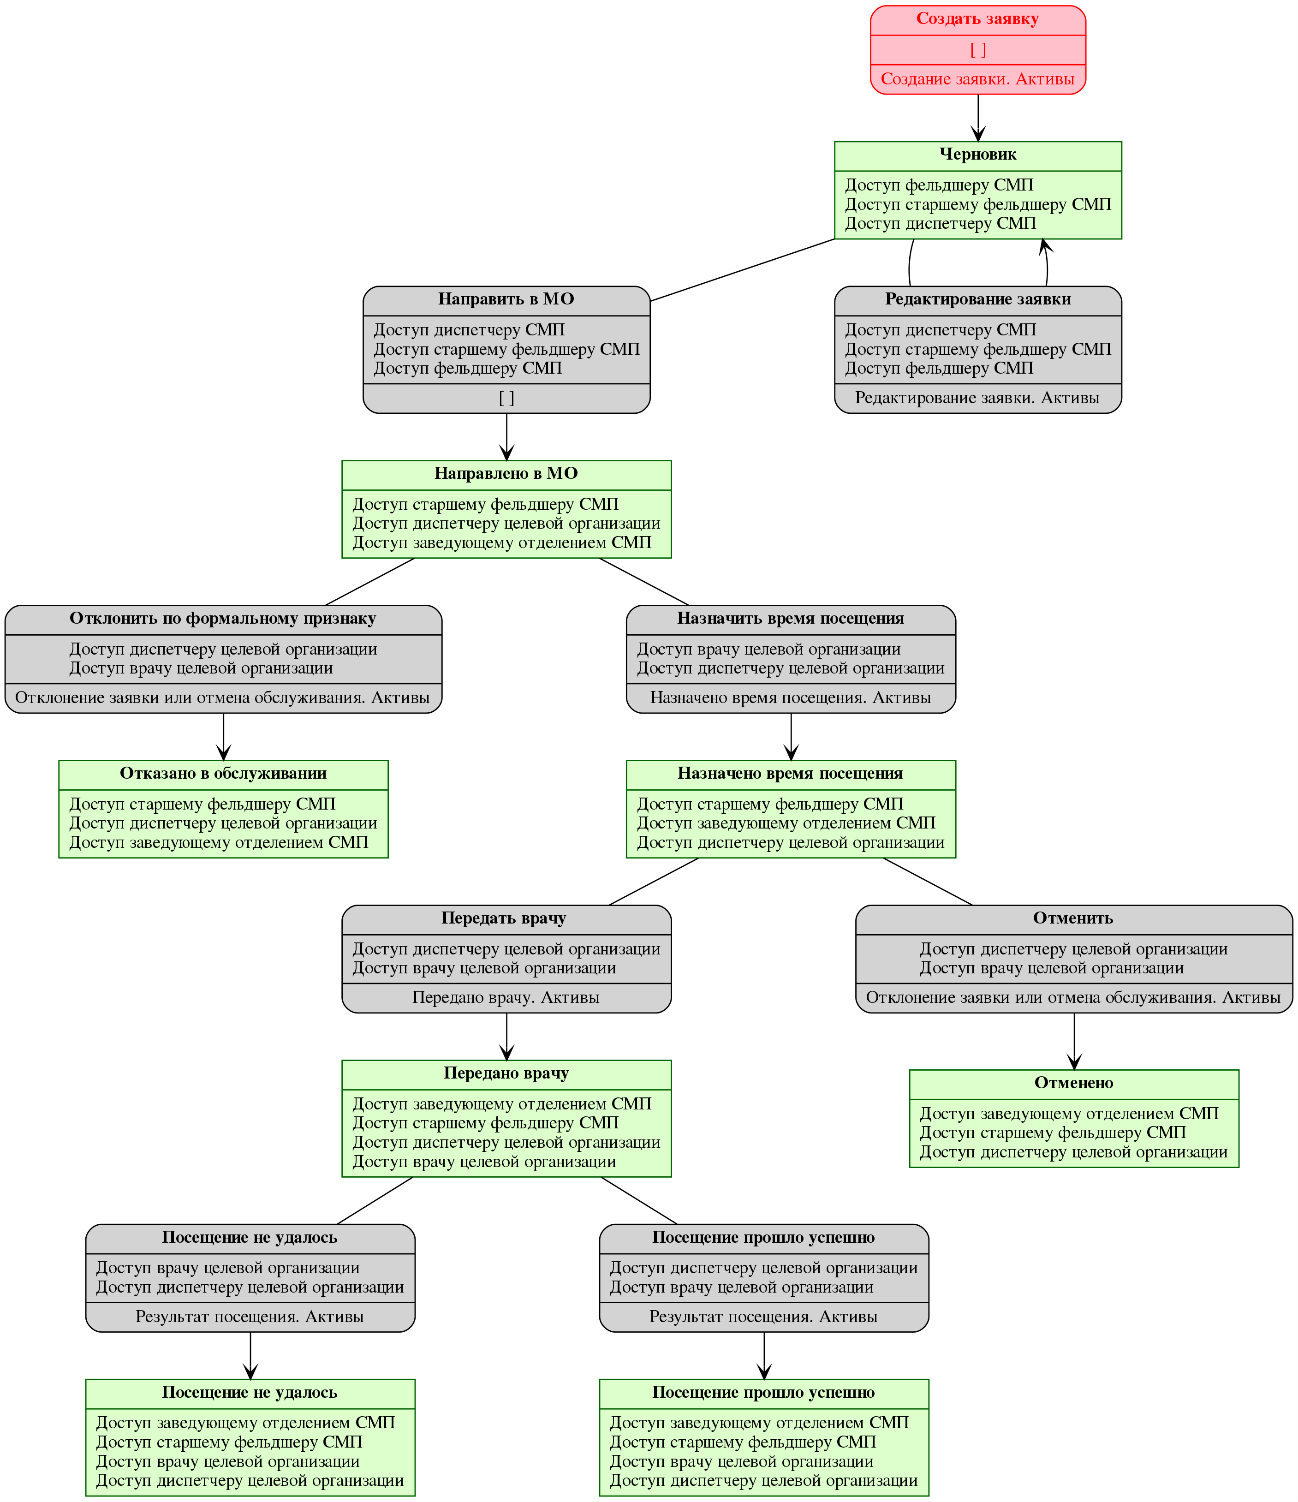 Создать заявку
[ ]
Создание заявки. Активы
Черновик
Доступ фельдшеру СМП
Доступ старшему фельдшеру СМП
Доступ диспетчеру СМП
Направить в МО
Доступ диспетчеру СМП
Доступ старшему фельдшеру СМП
Доступ фельдшеру СМП
[ ]
Редактирование заявки
Доступ диспетчеру СМП
Доступ старшему фельдшеру СМП
Доступ фельдшеру СМП
Редактирование заявки. Активы
Направлено в МО
Доступ старшему фельдшеру СМП
Доступ диспетчеру целевой организации
Доступ заведующему отделением СМП
Отклонить по формальному признаку
Доступ диспетчеру целевой организации
Доступ врачу целевой организации
Отклонение заявки или отмена обслуживания. Активы
Назначить время посещения
Доступ врачу целевой организации
Доступ диспетчеру целевой организации
Назначено время посещения. Активы
Отказано в обслуживании
Доступ старшему фельдшеру СМП
Доступ диспетчеру целевой организации
Доступ заведующему отделением СМП
Назначено время посещения
Доступ старшему фельдшеру СМП
Доступ заведующему отделением СМП
Доступ диспетчеру целевой организации
Передать врачу
Доступ диспетчеру целевой организации
Доступ врачу целевой организации
Передано врачу. Активы
Отменить
Доступ диспетчеру целевой организации
Доступ врачу целевой организации
Отклонение заявки или отмена обслуживания. Активы
Передано врачу
Доступ заведующему отделением СМП
Доступ старшему фельдшеру СМП
Доступ диспетчеру целевой организации
Доступ врачу целевой организации
Отменено
Доступ заведующему отделением СМП
Доступ старшему фельдшеру СМП
Доступ диспетчеру целевой организации
Посещение не удалось
Доступ врачу целевой организации
Доступ диспетчеру целевой организации
Результат посещения. Активы
Посещение прошло успешно
Доступ диспетчеру целевой организации
Доступ врачу целевой организации
Результат посещения. Активы
Посещение не удалось
Доступ заведующему отделением СМП
Доступ старшему фельдшеру СМП
Доступ врачу целевой организации
Доступ диспетчеру целевой организации
Посещение прошло успешно
Доступ заведующему отделением СМП
Доступ старшему фельдшеру СМП
Доступ врачу целевой организации
Доступ диспетчеру целевой организации